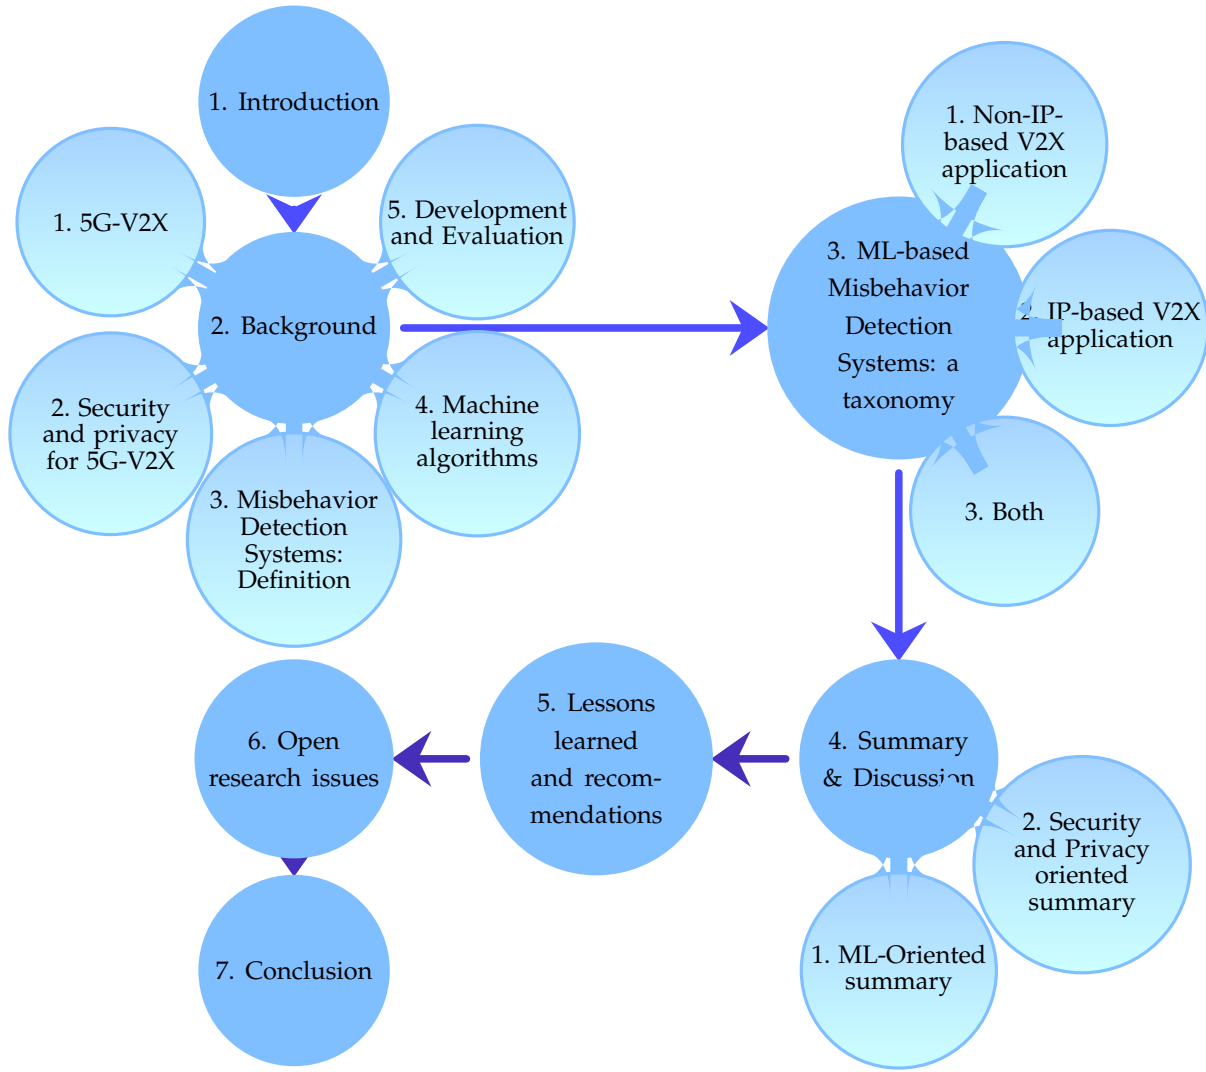 1. Introduction
1. 5G-V2X
5. Development
and Evaluation
2. Background
2. Security
and privacy
for 5G-V2X
3. Misbehavior
Detection
Systems:
Definition
4. Machine
learning
algorithms
1. Non-IP-
based V2X
application
3. ML-based
Misbehavior
Detection
Systems: a
taxonomy
2. IP-based V2X
application
3. Both
4. Summary
& Discussion
2. Security
and Privacy
oriented
summary
1. ML-Oriented
summary
5. Lessons
learned
and recom-
mendations
6. Open
research issues
7. Conclusion